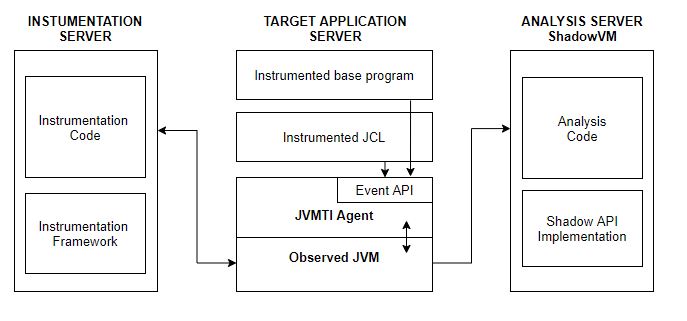 INSTUMENTATION
SERVER
Instrumentation
Code
Instrumentation
Framework
TARGET APPLICATION
SERVER
Instrumented base program
Instrumented JCL
Event API
JVMTI Agent
Observed JVM
ANALYSIS SERVER
ShadowVM
Analysis
Code
Shadow API
Implementation